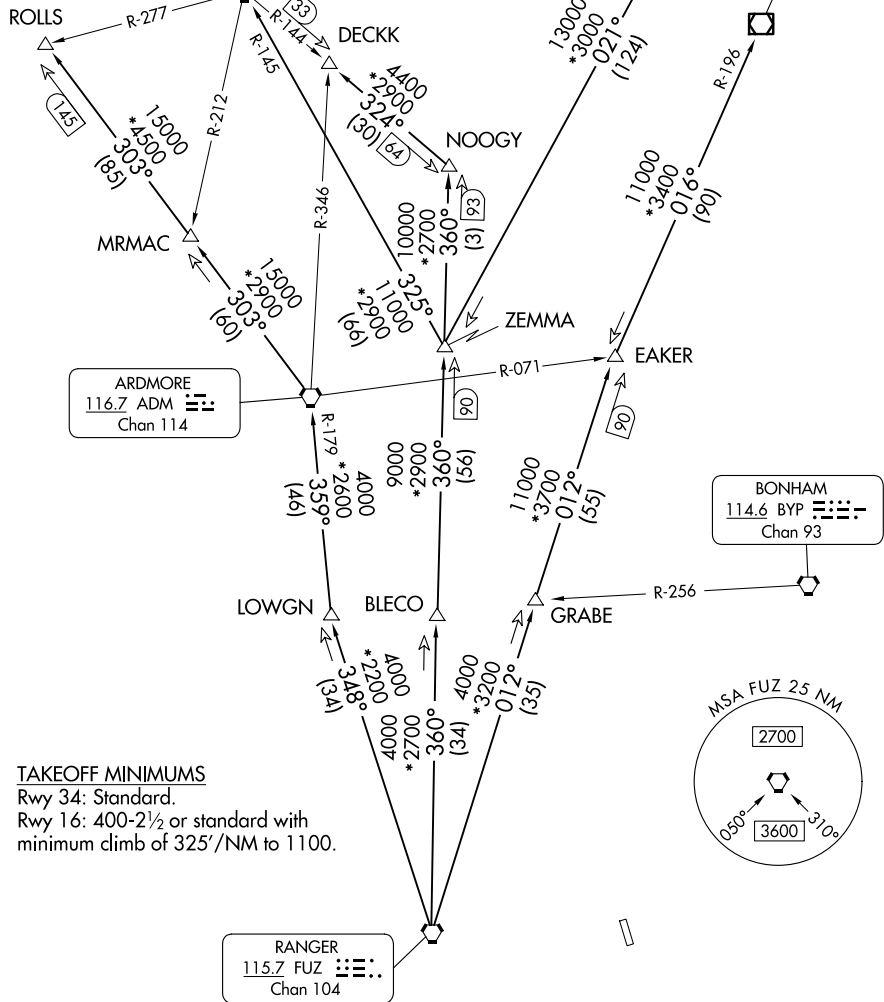 ROLLS
R-277
33
R-144
R-145
DECKK
13000
*3000
021°
(124)
R-196
145
15000
*4500
303°
(85)
R-212
4400
*2900
324°
(30)
64
NOOGY
93
R-346
11000
*3400
016°
(90)
MRMAC
10000
*2700
360°
(3)
15000
*2900
303°
(60)
325°
11000
*2900
(66)
ZEMMA
EAKER
R-071
ARDMORE
116.7 ADM
Chan 114
90
90
R-179
4000
*2600
359°
(46)
9000
*2900
360°
(56)
11000
*3700
012°
(55)
BONHAM
114.6 BYP
Chan 93
R-256
LOWGN
BLECO
GRABE
4000
*2200
348°
(34)
4000
*2700
360°
(34)
4000
*3200
012°
(35)
MSA FUZ 25 NM
2700
050°
310°
3600
TAKEOFF MINIMUMS
Rwy 34: Standard.
Rwy 16: 400-2½ or standard with
minimum climb of 325'/NM to 1100.
RANGER
115.7 FUZ
Chan 104